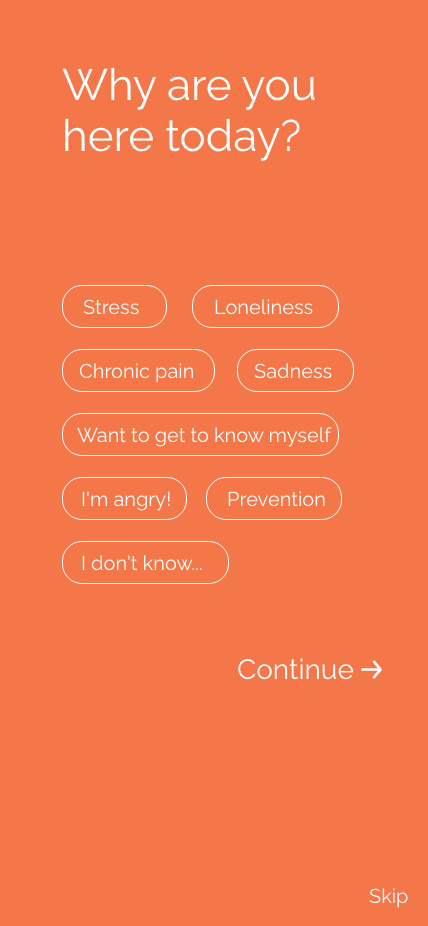 Why are you
here today?
Stress Loneliness
Chronic pain Sadness
Want to get to know myself
I'm angry! Prevention
I don't know...
Continue →
Skip